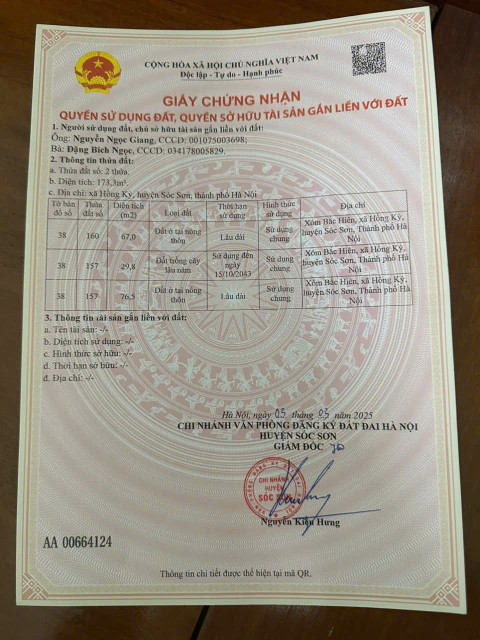 CỘNG HÒA XÃ HỘI CHỦ NGHĨA VIỆT NAM
Độc lập - Tự do - Hạnh phúc
GIẤY CHỨNG NHẬN
QUYỀN SỬ DỤNG ĐẤT, QUYỀN SỞ HỮU TÀI SẢN GẮN LIỀN VỚI ĐẤT
1. Người sử dụng đất, chủ sở hữu tài sản gắn liền với đất:
Ông: Nguyễn Ngọc Giang, CCCD: 001075003698;
Bà: Đặng Bích Ngọc, CCCD: 034178005829.
2. Thông tin thửa đất:
a. Thửa đất số: 2 thửa.
b. Diện tích: 173,3m²
c. Địa chỉ: xã Hồng Kỳ, huyện Sóc Sơn, thành phố Hà Nội
Tờ bản đồ số Thửa đất số Diện tích (m2) Loại đất Thời hạn sử dụng Hình thức sử dụng Địa chỉ
38 160 67,0 Đất ở tại nông thôn Lâu dài Sử dụng chung Xóm Bắc Hiên, xã Hồng Kỳ, huyện Sóc Sơn, Thành phố Hà Nội
38 157 29,8 Đất trồng cây lâu năm Sử dụng đến ngày 15/10/2043 Sử dụng chung Xóm Bắc Hiên, xã Hồng Kỳ, huyện Sóc Sơn, Thành phố Hà Nội
38 157 76,5 Đất ở tại nông thôn Lâu dài Sử dụng chung Xóm Bắc Hiên, xã Hồng Kỳ, huyện Sóc Sơn, Thành phố Hà Nội
3. Thông tin tài sản gắn liền với đất:
a. Tên tài sản: -/-
b. Diện tích sử dụng: -/-
c. Hình thức sở hữu: -/-
d. Thời hạn sở hữu: -/-
đ. Địa chỉ: -/-
Hà Nội, ngày 05 tháng 03 năm 2025
CHI NHÁNH VĂN PHÒNG ĐĂNG KÝ ĐẤT ĐAI HÀ NỘI
HUYỆN SÓC SƠN
GIÁM ĐỐC
CHI NHÁNH
HUYỆN
SÓC SƠN
Nguyễn Kiều Hưng
AA 00664124
Thông tin chi tiết được thể hiện tại mã QR.